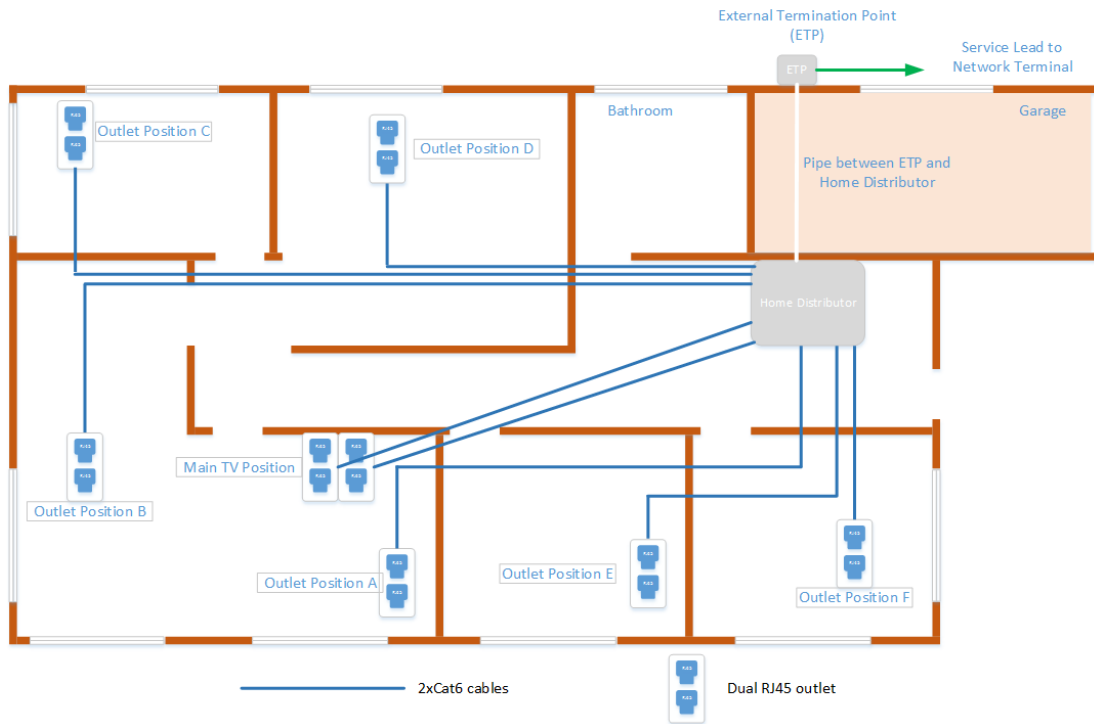 External Termination Point
(ETP)
Service Lead to
Network Terminal
ETP
Outlet Position C
Outlet Position D
Bathroom
Garage
Pipe between ETP and
Home Distributor
Home Distributor
Main TV Position
Outlet Position B
Outlet Position A
Outlet Position E
Outlet Position F
2xCat6 cables
Dual RJ45 outlet